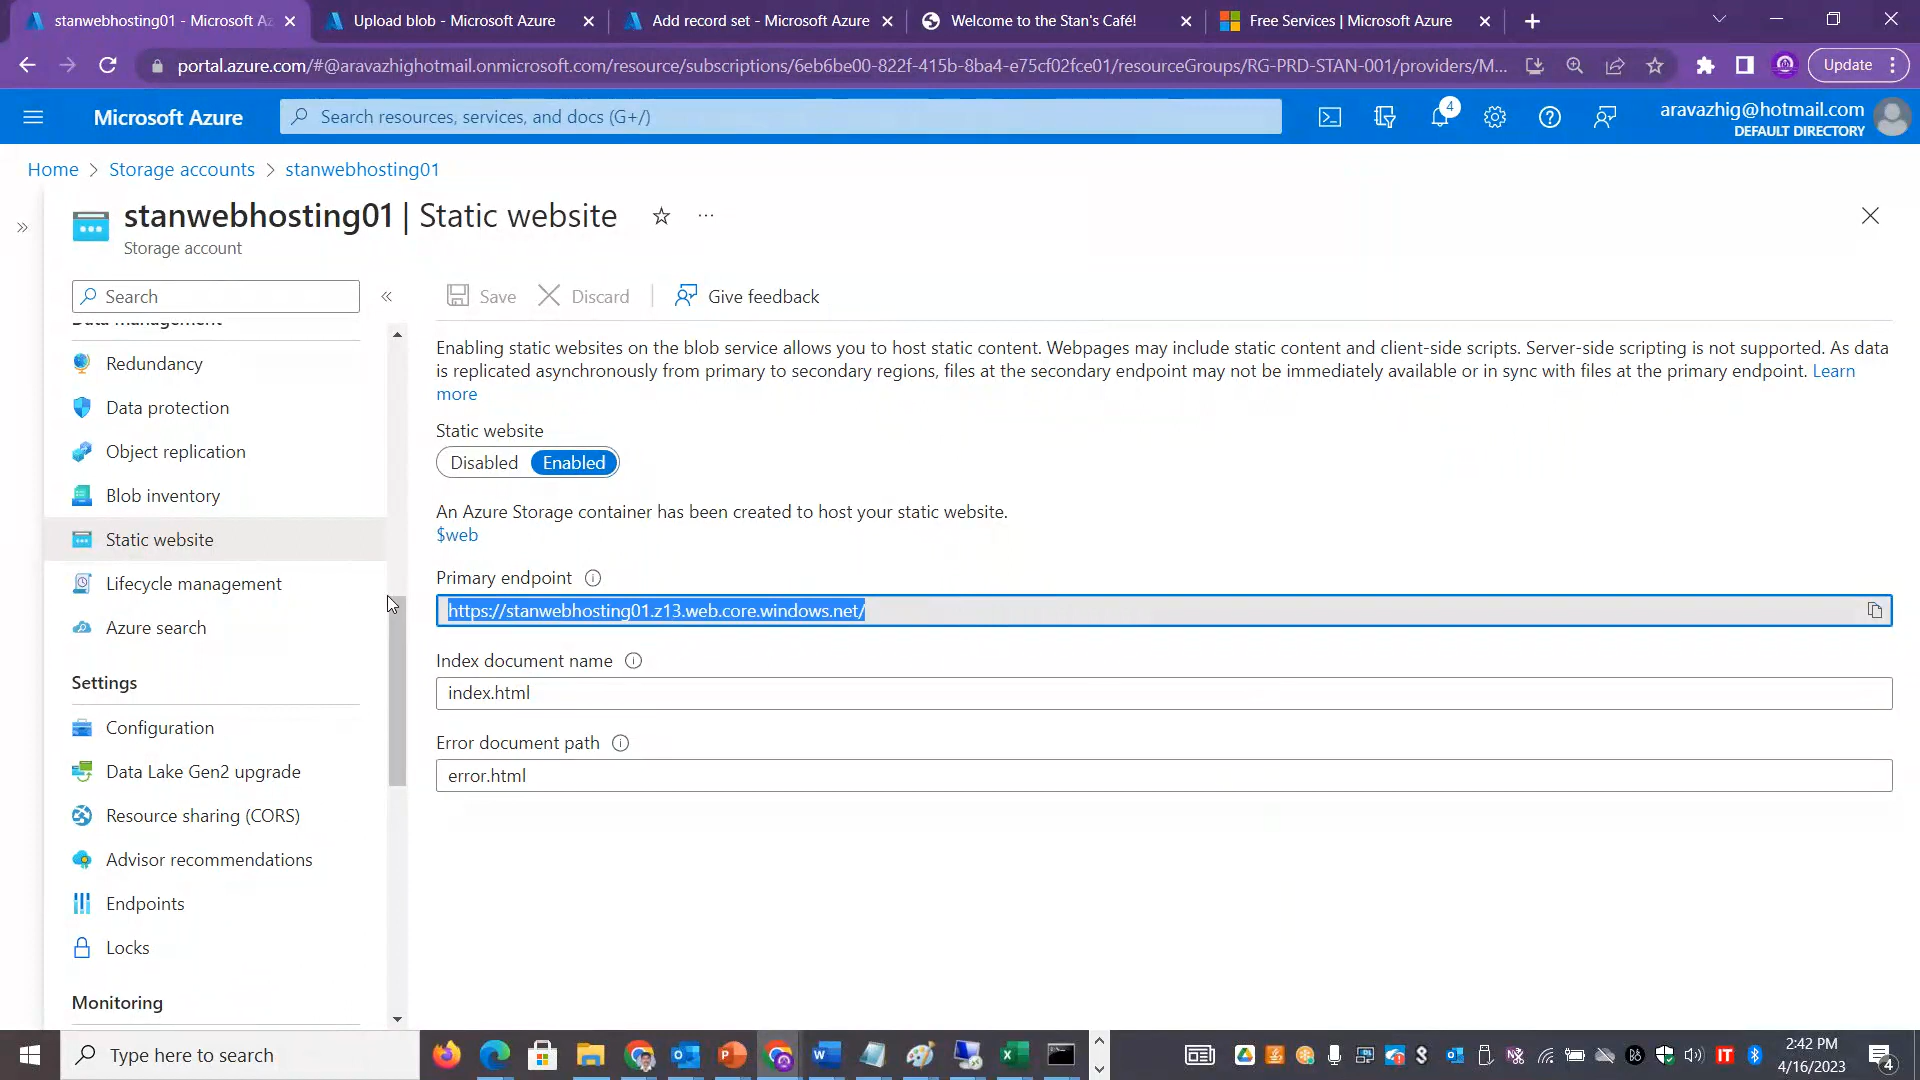 stanwebhosting01 - Microsoft Az
Upload blob - Microsoft Azure
Add record set - Microsoft Azure
Welcome to the Stan's Café!
Free Services | Microsoft Azure
portal.azure.com/#@aravazhighotmail.onmicrosoft.com/resource/subscriptions/6eb6be00-822f-415b-8ba4-e75cf02fce01/resourceGroups/RG-PRD-STAN-001/providers/M...
Update
Microsoft Azure
Search resources, services, and docs (G+/)
4
aravazhig@hotmail.com
DEFAULT DIRECTORY
Home > Storage accounts > stanwebhosting01
stanwebhosting01 | Static website
Storage account
Search
Save
Discard
Give feedback
Data management
Redundancy
Data protection
Object replication
Blob inventory
Static website
Lifecycle management
Azure search
Settings
Configuration
Data Lake Gen2 upgrade
Resource sharing (CORS)
Advisor recommendations
Endpoints
Locks
Monitoring
Enabling static websites on the blob service allows you to host static content. Webpages may include static content and client-side scripts. Server-side scripting is not supported. As data
is replicated asynchronously from primary to secondary regions, files at the secondary endpoint may not be immediately available or in sync with files at the primary endpoint. Learn
more
Static website
Disabled Enabled
An Azure Storage container has been created to host your static website.
$web
Primary endpoint
https://stanwebhosting01.z13.web.core.windows.net/
Index document name
index.html
Error document path
error.html
Type here to search
2:42 PM
4/16/2023
4